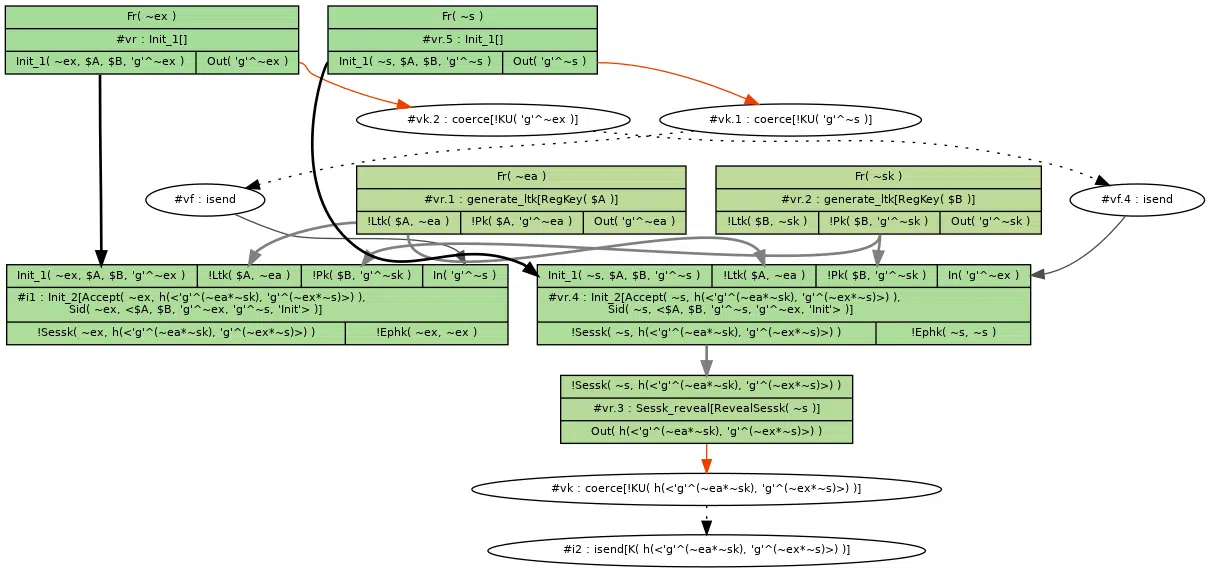 Fr( ~ex )
#vr : Init_1[]
Init_1( ~ex, $A, $B, 'g'^~ex ) Out( 'g'^~ex )
Fr( ~s )
#vr.5 : Init_1[]
Init_1( ~s, $A, $B, 'g'^~s ) Out( 'g'^~s )
#vk.2 : coerce[!KU( 'g'^~ex )]
#vk.1 : coerce[!KU( 'g'^~s )]
#vf : isend
Fr( ~ea )
#vr.1 : generate_ltk[RegKey( $A )]
!Ltk( $A, ~ea ) !Pk( $A, 'g'^~ea ) Out( 'g'^~ea )
Fr( ~sk )
#vr.2 : generate_ltk[RegKey( $B )]
!Ltk( $B, ~sk ) !Pk( $B, 'g'^~sk ) Out( 'g'^~sk )
#vf.4 : isend
Init_1( ~ex, $A, $B, 'g'^~ex ) !Ltk( $A, ~ea ) !Pk( $B, 'g'^~sk ) In( 'g'^~s )
#i1 : Init_2[Accept( ~ex, h(<'g'^(~ea*~sk), 'g'^(~ex*~s)>) ),
Sid( ~ex, <$A, $B, 'g'^~ex, 'g'^~s, 'Init'> )]
!Sessk( ~ex, h(<'g'^(~ea*~sk), 'g'^(~ex*~s)>) ) !Ephk( ~ex, ~ex )
Init_1( ~s, $A, $B, 'g'^~s ) !Ltk( $A, ~ea ) !Pk( $B, 'g'^~sk ) In( 'g'^~ex )
#vr.4 : Init_2[Accept( ~s, h(<'g'^(~ea*~sk), 'g'^(~ex*~s)>) ),
Sid( ~s, <$A, $B, 'g'^~s, 'g'^~ex, 'Init'> )]
!Sessk( ~s, h(<'g'^(~ea*~sk), 'g'^(~ex*~s)>) ) !Ephk( ~s, ~s )
!Sessk( ~s, h(<'g'^(~ea*~sk), 'g'^(~ex*~s)>) )
#vr.3 : Sessk_reveal[RevealSessk( ~s )]
Out( h(<'g'^(~ea*~sk), 'g'^(~ex*~s)>) )
#vk : coerce[!KU( h(<'g'^(~ea*~sk), 'g'^(~ex*~s)>) )]
#i2 : isend[K( h(<'g'^(~ea*~sk), 'g'^(~ex*~s)>) )]